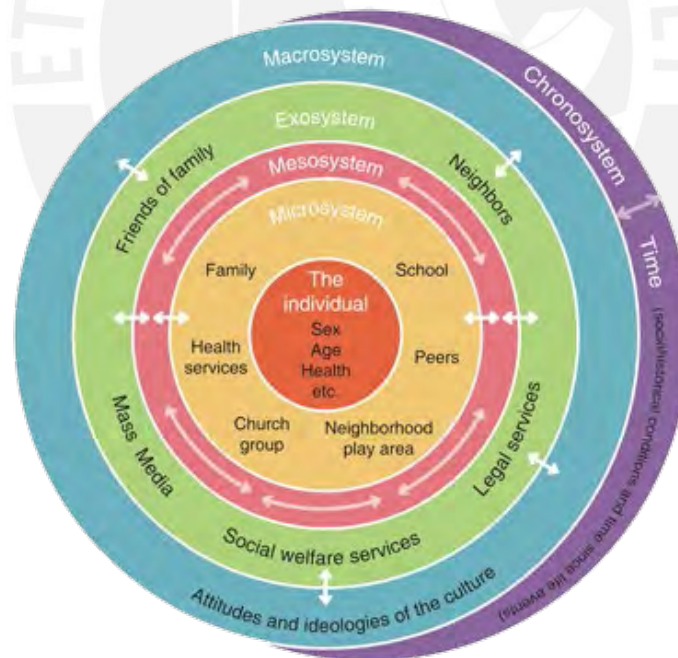 Macrosystem
Exosystem
Mesosystem
Microsystem
Chronosystem
Time
(sociohistorical conditions and time since life events)
Friends of family
Neighbors
Family
School
The
individual
Sex
Age
Health
etc.
Health
services
Peers
Church
group
Neighborhood
play area
Mass Media
Legal services
Social welfare services
Attitudes and ideologies of the culture